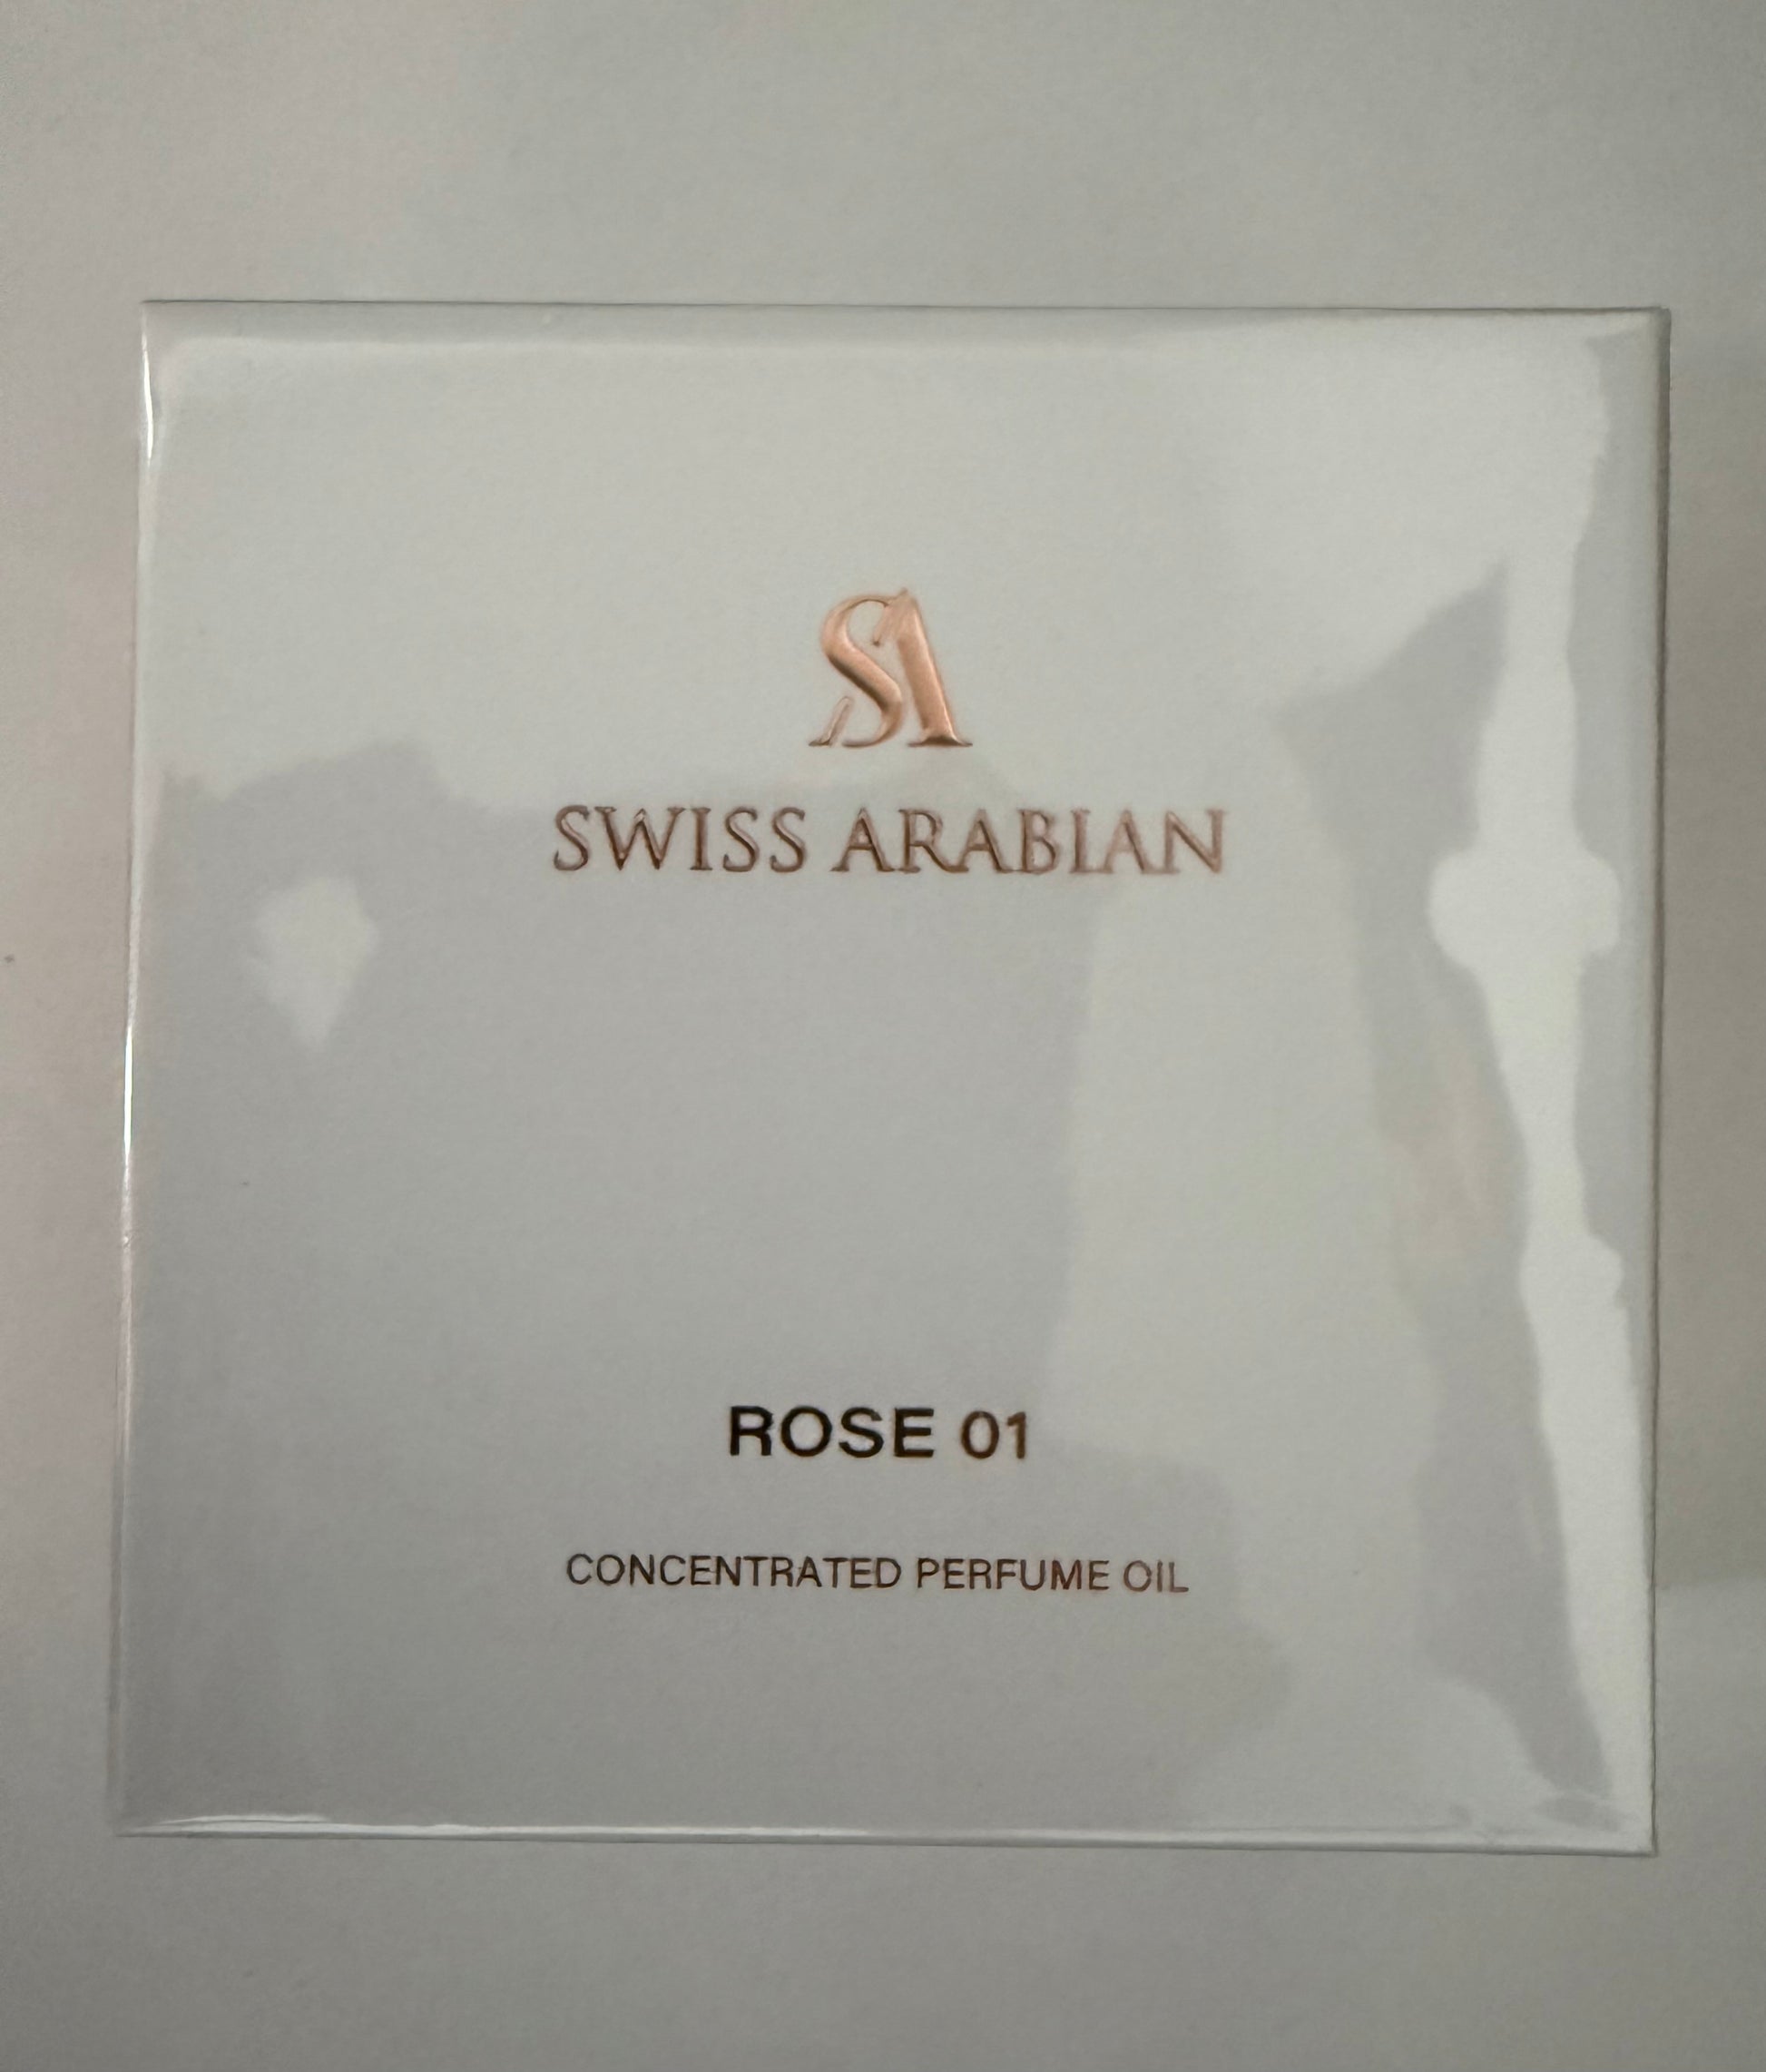 SA
SWISS ARABIAN
ROSE 01
CONCENTRATED PERFUME OIL